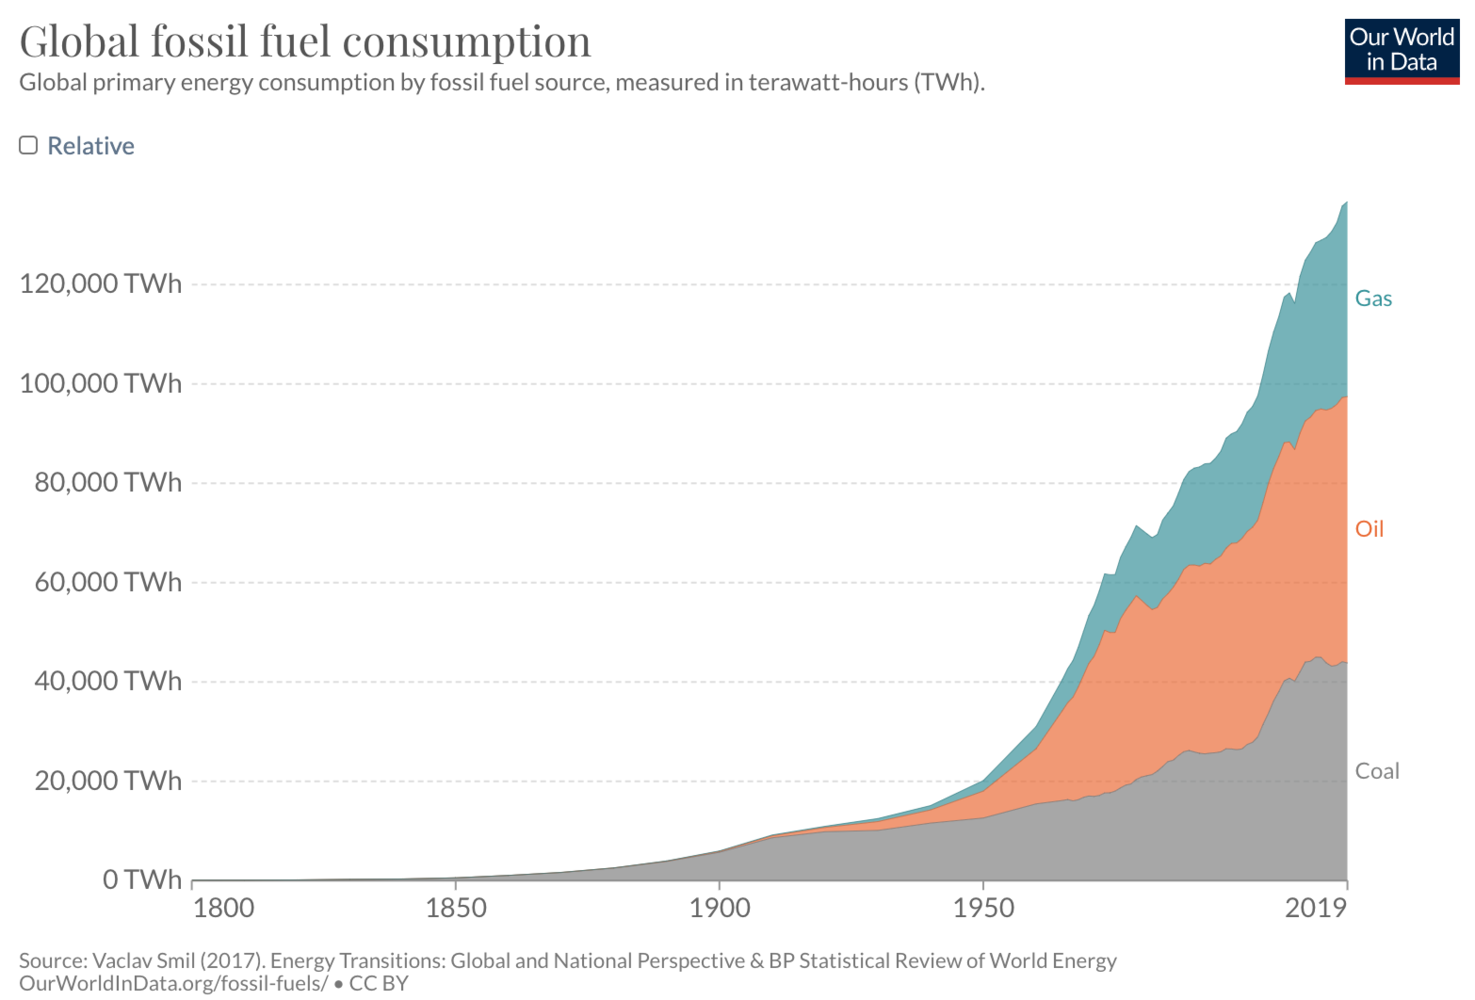 Global fossil fuel consumption
Global primary energy consumption by fossil fuel source, measured in terawatt-hours (TWh).
Our World
in Data
Relative
120,000 TWh
100,000 TWh
80,000 TWh
60,000 TWh
40,000 TWh
20,000 TWh
0 TWh
Gas
Oil
Coal
1800
1850
1900
1950
2019
Source: Vaclav Smil (2017). Energy Transitions: Global and National Perspective & BP Statistical Review of World Energy
OurWorldInData.org/fossil-fuels/ • CC BY